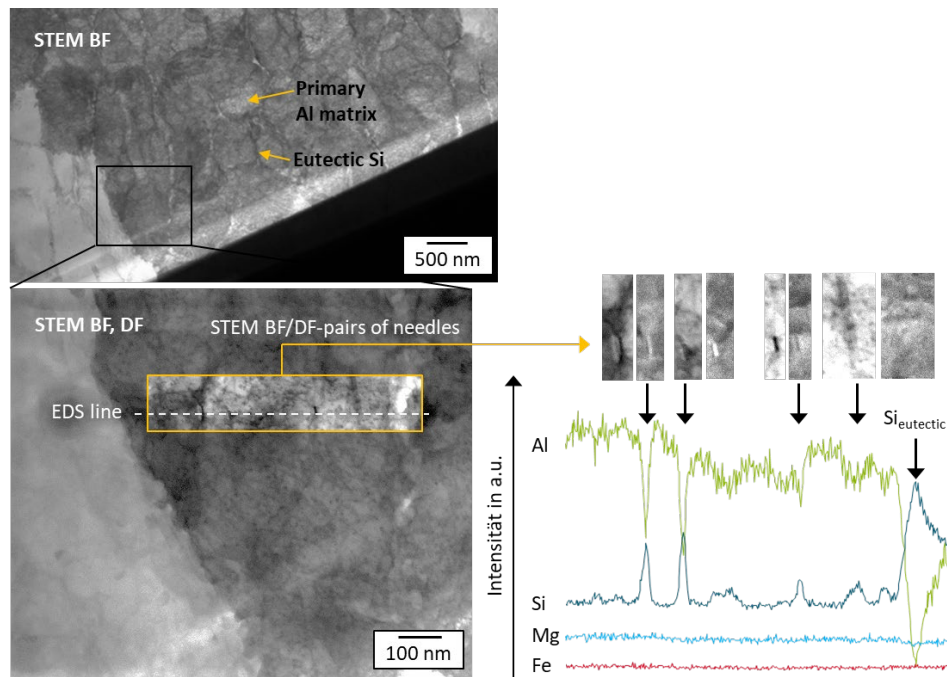 STEM BF
Primary
Al matrix
Eutectic Si
500 nm
STEM BF, DF
STEM BF/DF-pairs of needles
EDS line
100 nm
Intensität in a.u.
Al
Si
Mg
Fe
Sieutectic